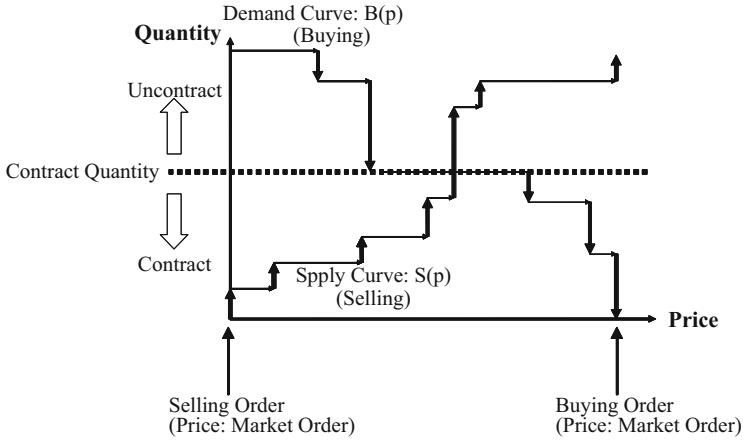 Demand Curve: B(p)
(Buying)
Quantity
Uncontract
Contract Quantity
Contract
Spply Curve: S(p)
(Selling)
Price
Selling Order
(Price: Market Order)
Buying Order
(Price: Market Order)